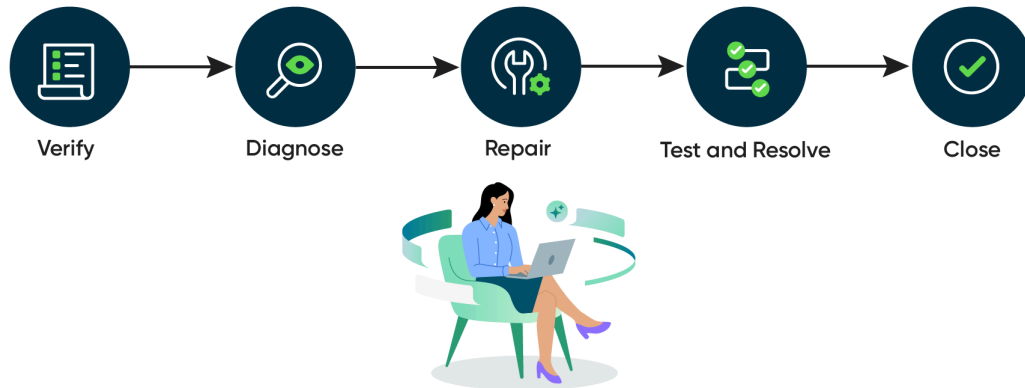 Verify
Diagnose
Repair
Test and Resolve
Close